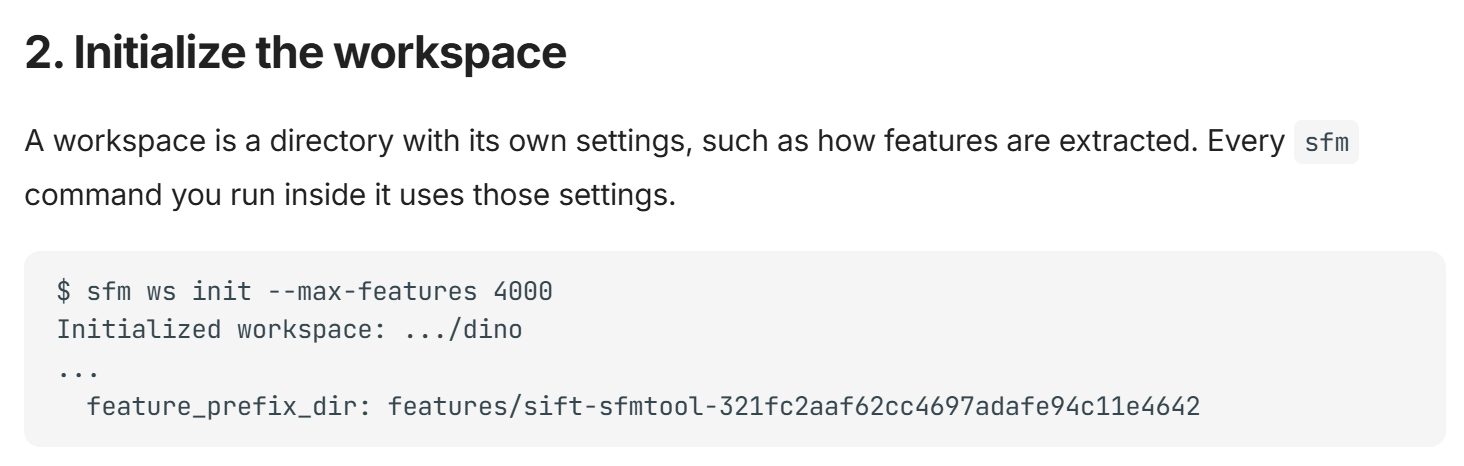 2. Initialize the workspace
A workspace is a directory with its own settings, such as how features are extracted. Every sfm
command you run inside it uses those settings.
$ sfm ws init --max-features 4000
Initialized workspace: .../dino
...
  feature_prefix_dir: features/sift-sfmtool-321fc2aaf62cc4697adafe94c11e4642